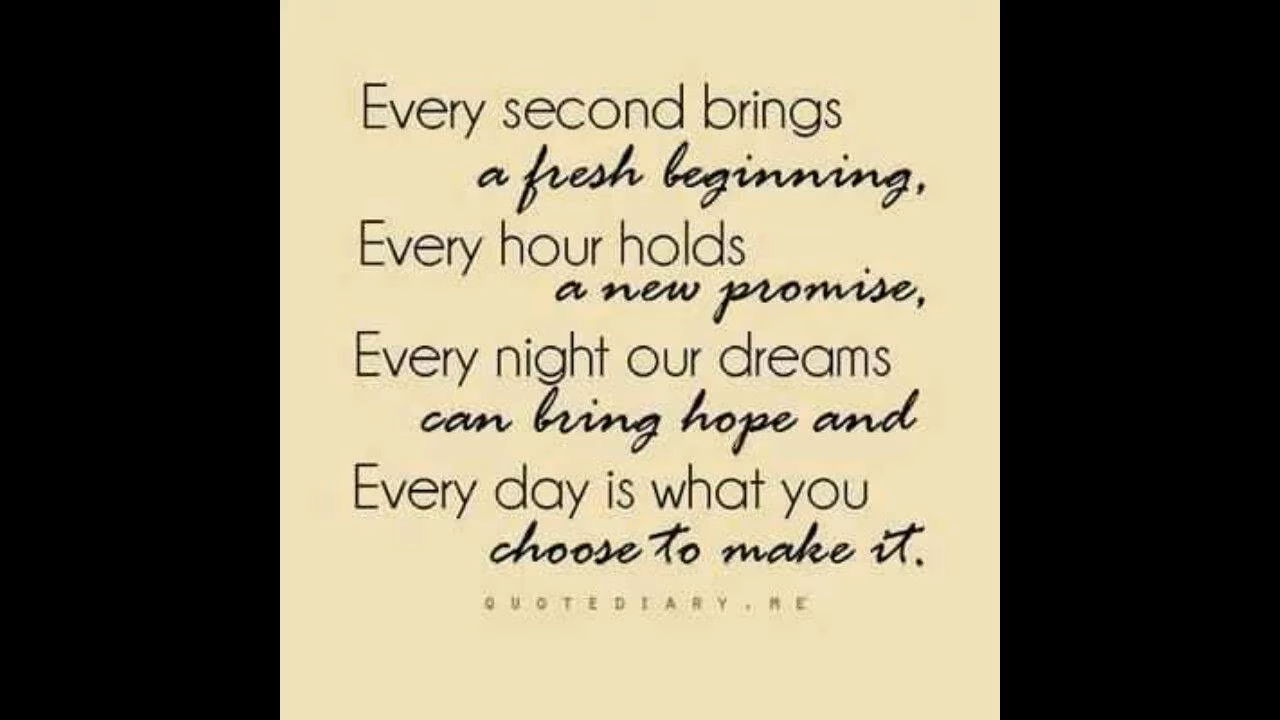 Every second brings
a fresh beginning,
Every hour holds
a new promise,
Every night our dreams
can bring hope and
Every day is what you
choose to make it.
QUOTEDIARY.ME